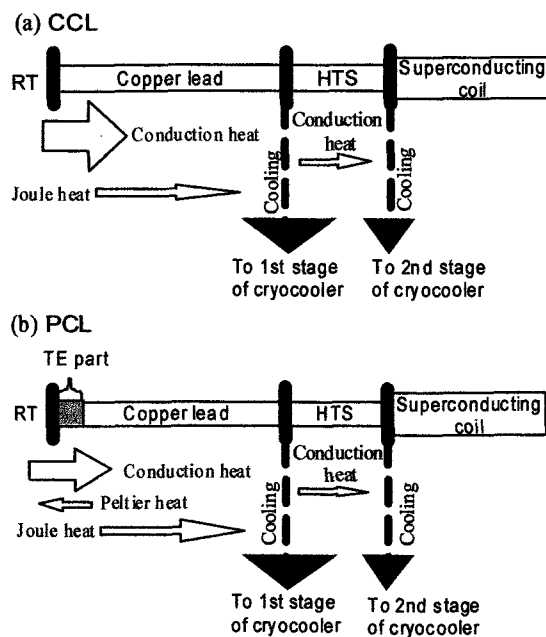 (a) CCL
RT
Copper lead
HTS
Superconducting
coil
Conduction heat
Conduction
heat
Joule heat
Cooling
Cooling
To 1st stage
of cryocooler
To 2nd stage
of cryocooler
(b) PCL
TE part
RT
Copper lead
HTS
Superconducting
coil
Conduction heat
Conduction
heat
Peltier heat
Joule heat
Cooling
Cooling
To 1st stage
of cryocooler
To 2nd stage
of cryocooler